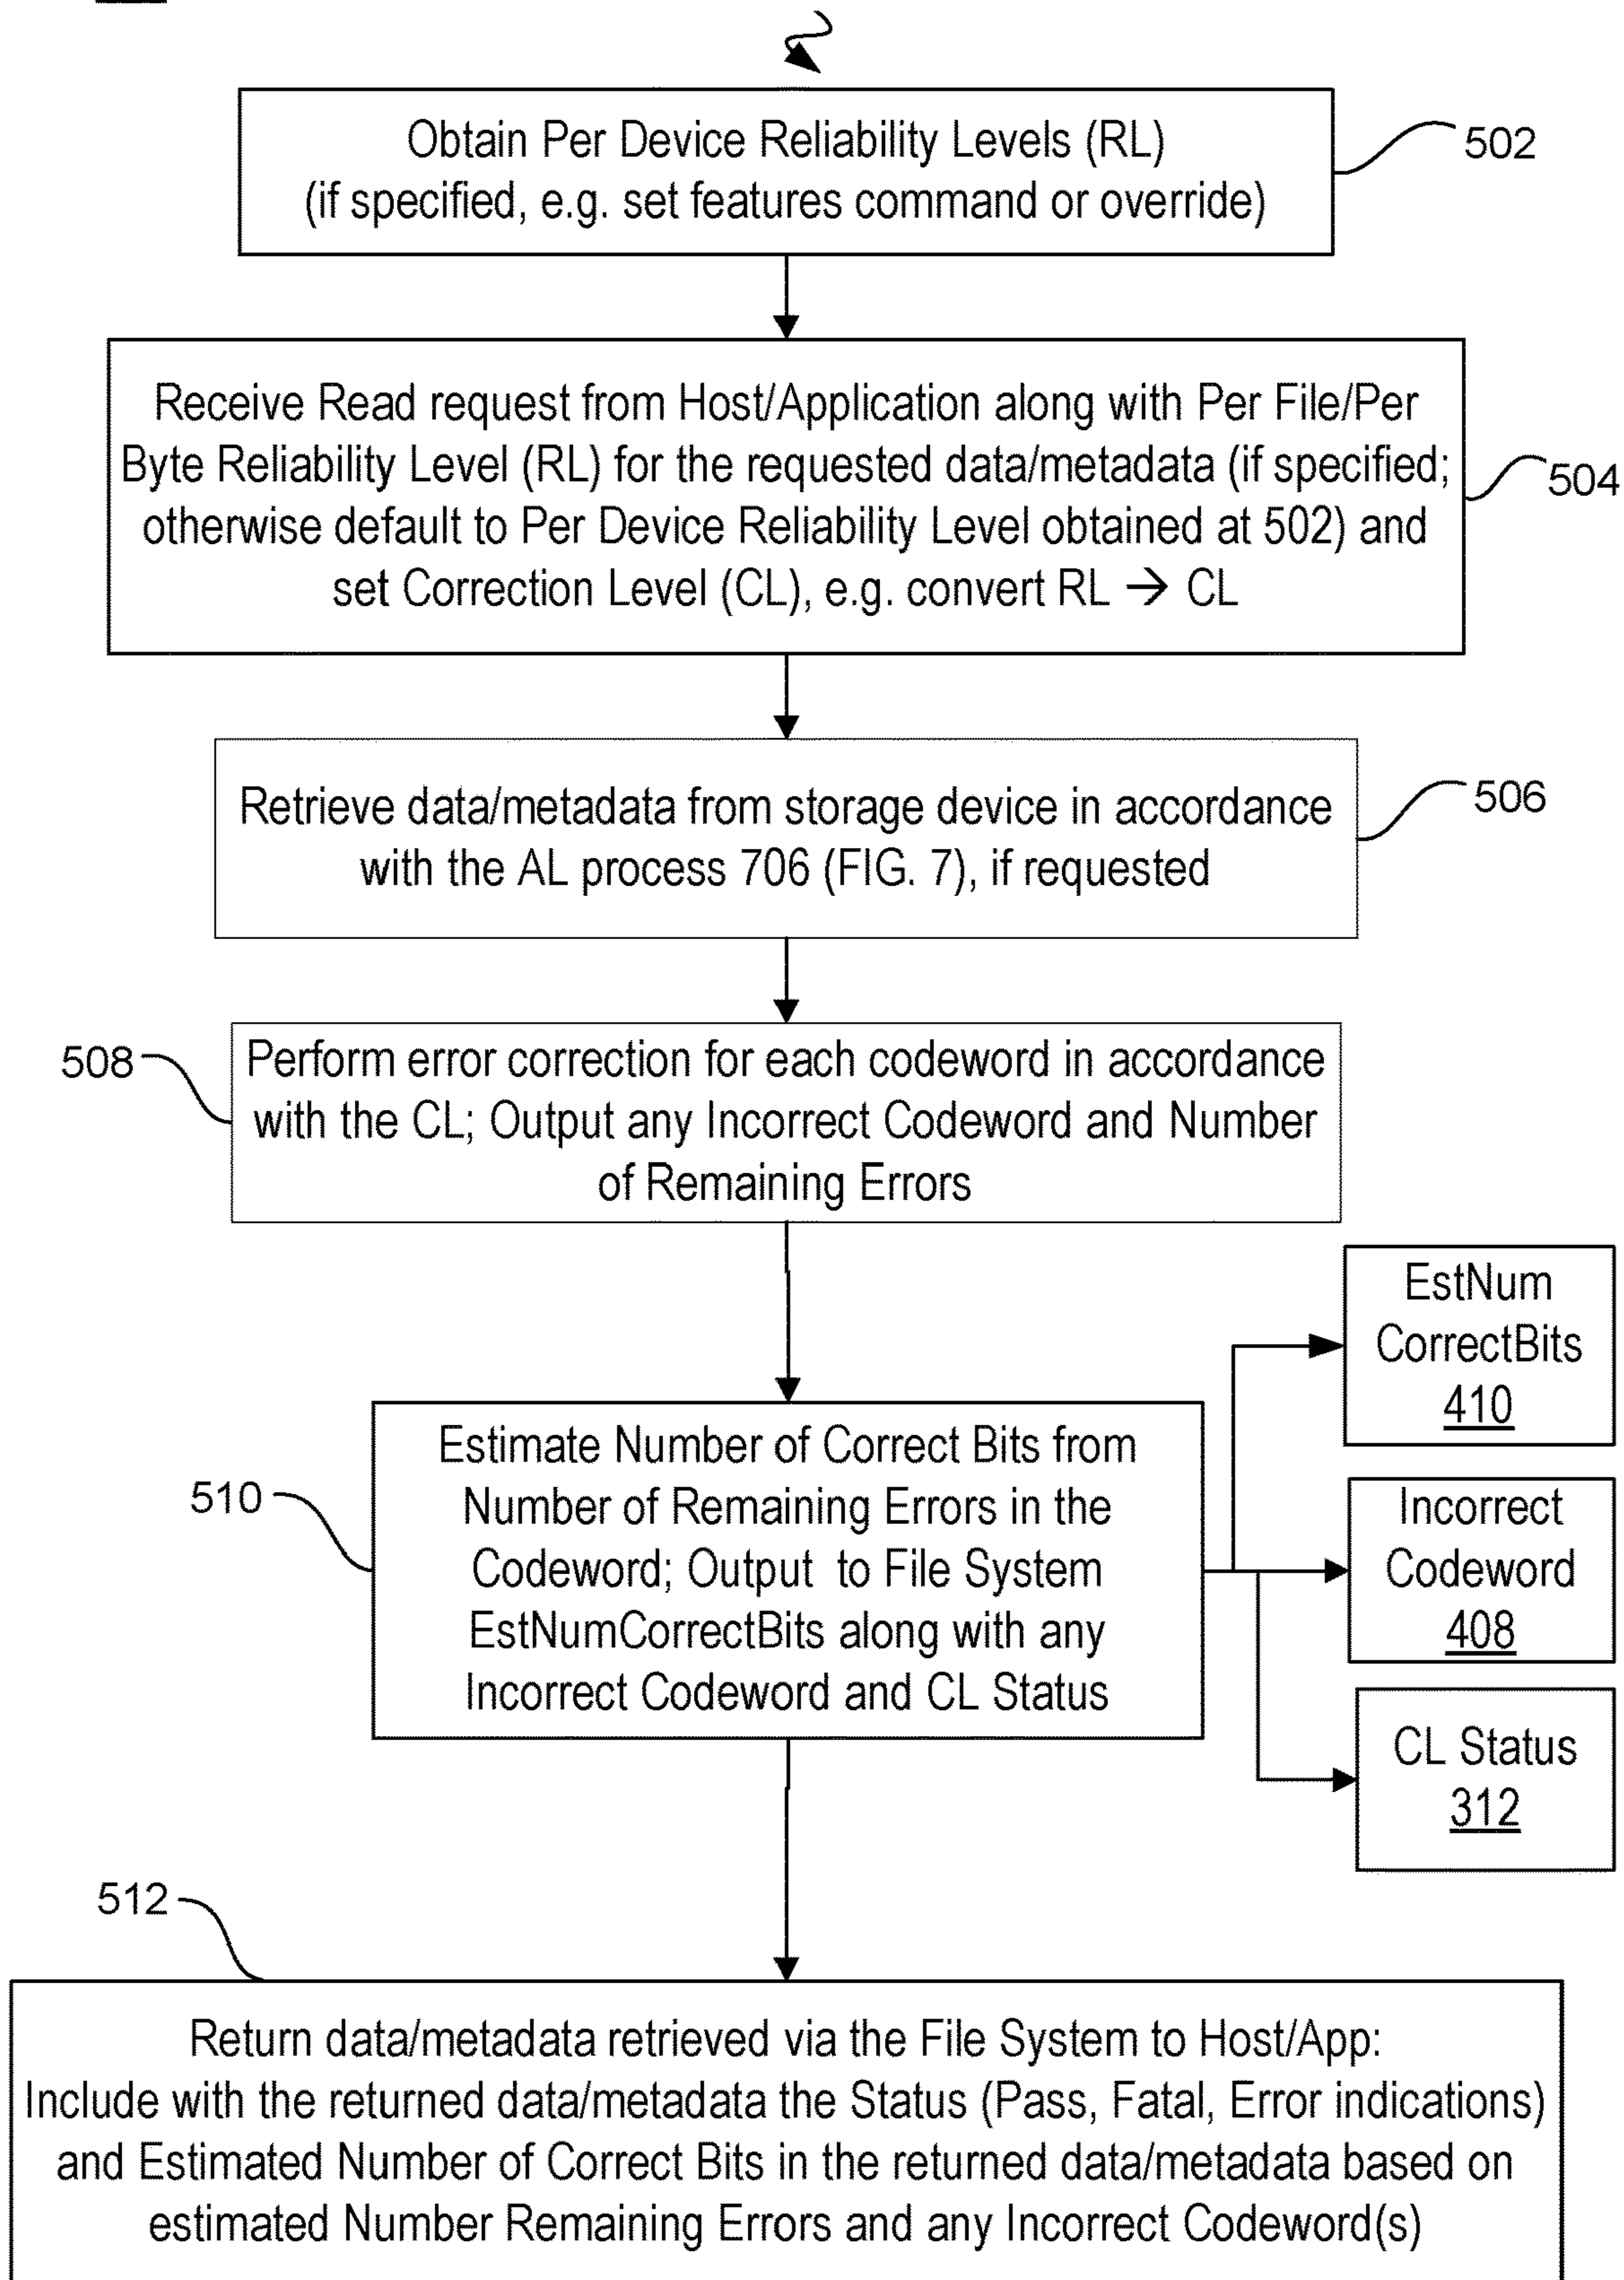 Obtain Per Device Reliability Levels (RL)
(if specified, e.g. set features command or override)
502
Receive Read request from Host/Application along with Per File/Per
Byte Reliability Level (RL) for the requested data/metadata (if specified;
otherwise default to Per Device Reliability Level obtained at 502) and
set Correction Level (CL), e.g. convert RL → CL
504
Retrieve data/metadata from storage device in accordance
with the AL process 706 (FIG. 7), if requested
506
508
Perform error correction for each codeword in accordance
with the CL; Output any Incorrect Codeword and Number
of Remaining Errors
510
Estimate Number of Correct Bits from
Number of Remaining Errors in the
Codeword; Output to File System
EstNumCorrectBits along with any
Incorrect Codeword and CL Status
EstNum
CorrectBits
410
Incorrect
Codeword
408
CL Status
312
512
Return data/metadata retrieved via the File System to Host/App:
Include with the returned data/metadata the Status (Pass, Fatal, Error indications)
and Estimated Number of Correct Bits in the returned data/metadata based on
estimated Number Remaining Errors and any Incorrect Codeword(s)